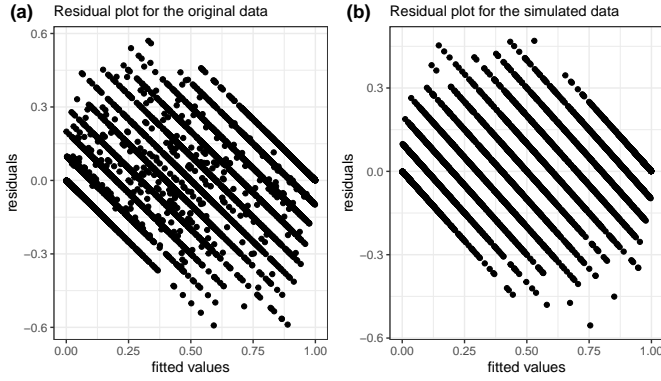 (a) Residual plot for the original data
0.6
0.3
0.0
−0.3
−0.6
residuals
0.00 0.25 0.50 0.75 1.00
fitted values
(b) Residual plot for the simulated data
0.3
0.0
−0.3
−0.6
residuals
0.00 0.25 0.50 0.75 1.00
fitted values